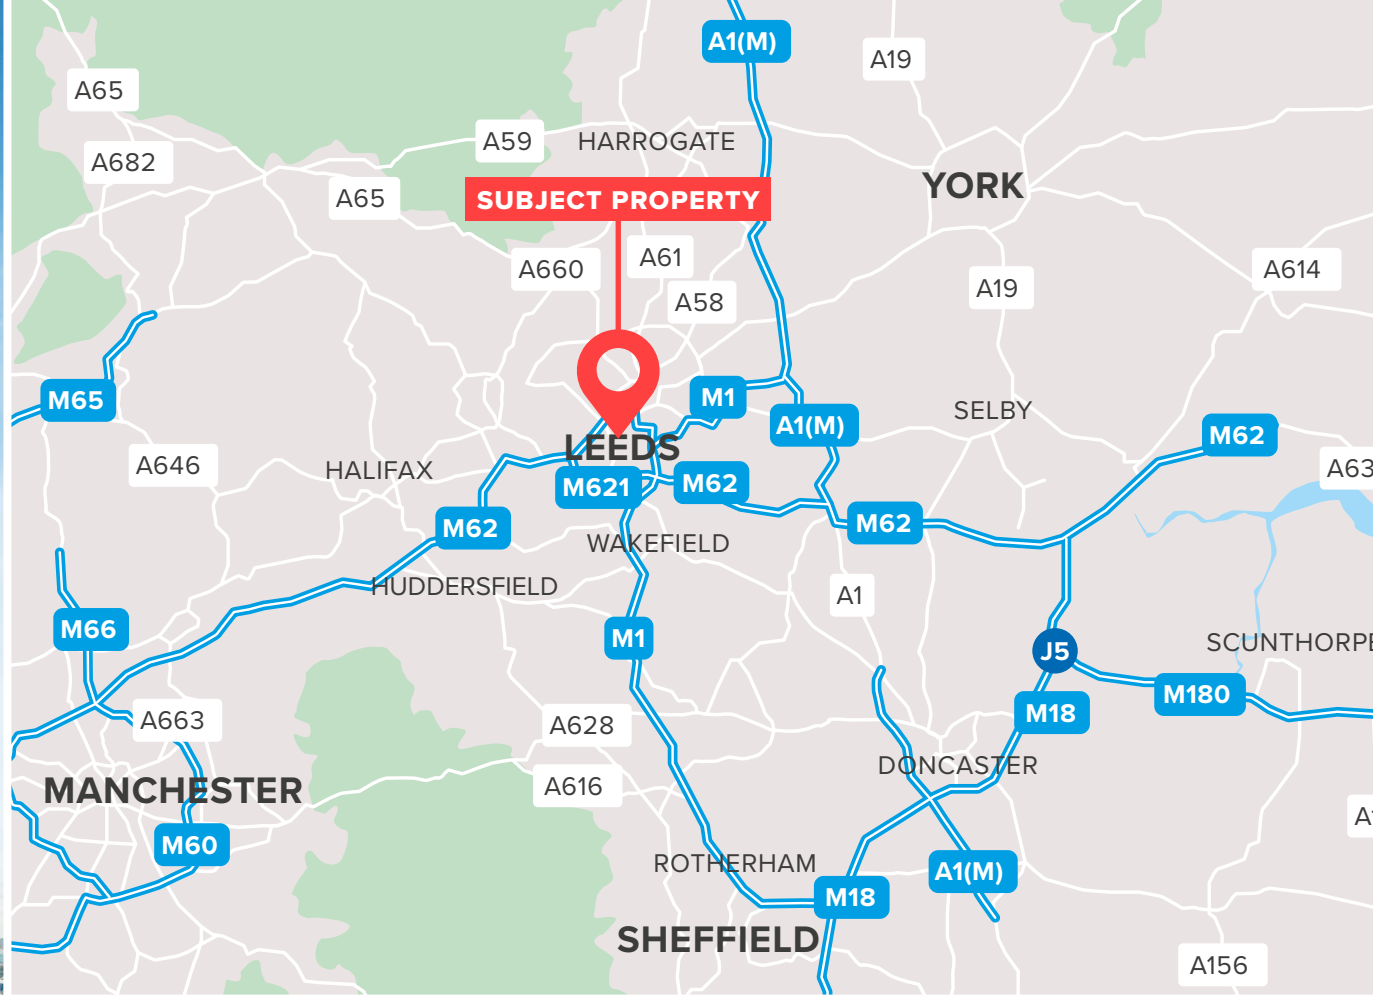 A1(M)
A19
A65
A59
HARROGATE
A682
YORK
A65
SUBJECT PROPERTY
A61
A660
A614
A19
A58
M65
M1
SELBY
A1(M)
M62
LEEDS
A646
HALIFAX
A63
M621
M62
M62
M62
WAKEFIELD
HUDDERSFIELD
A1
M66
M1
SCUNTHORPE
J5
M180
M18
A663
A628
DONCASTER
A616
MANCHESTER
M60
ROTHERHAM
A1(M)
M18
SHEFFIELD
A156